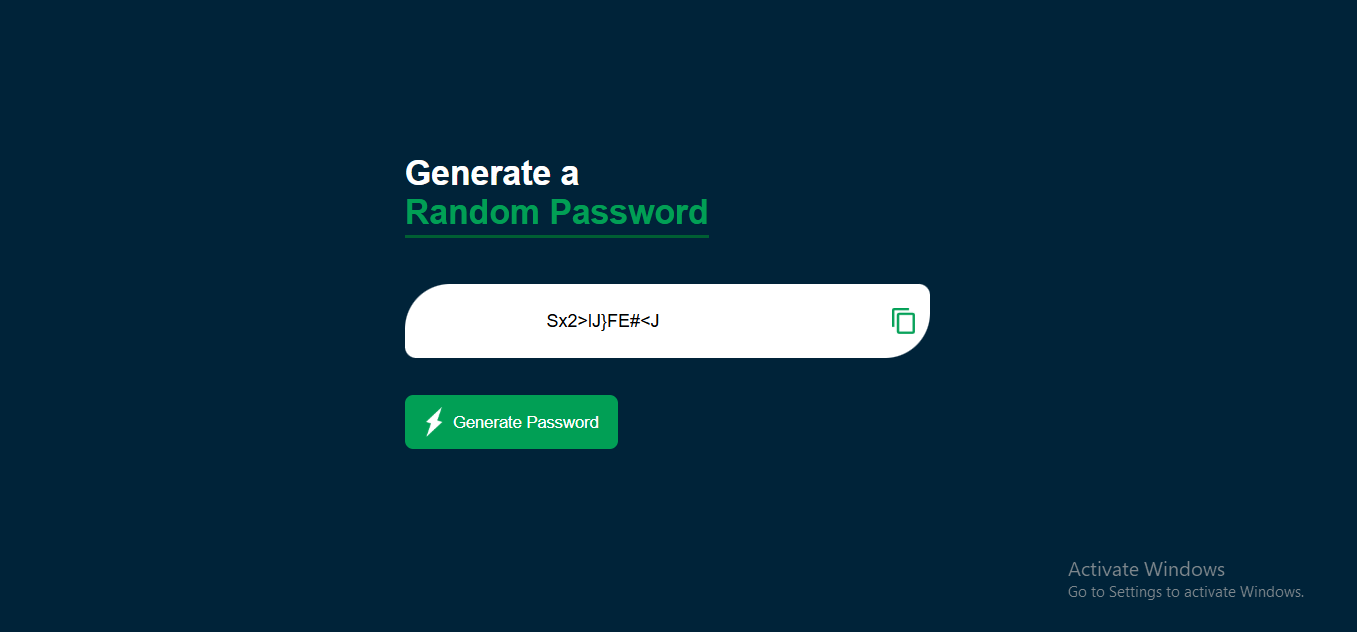 Generate a
Random Password
Sx2>lJ}FE#<J
Generate Password
Activate Windows
Go to Settings to activate Windows.